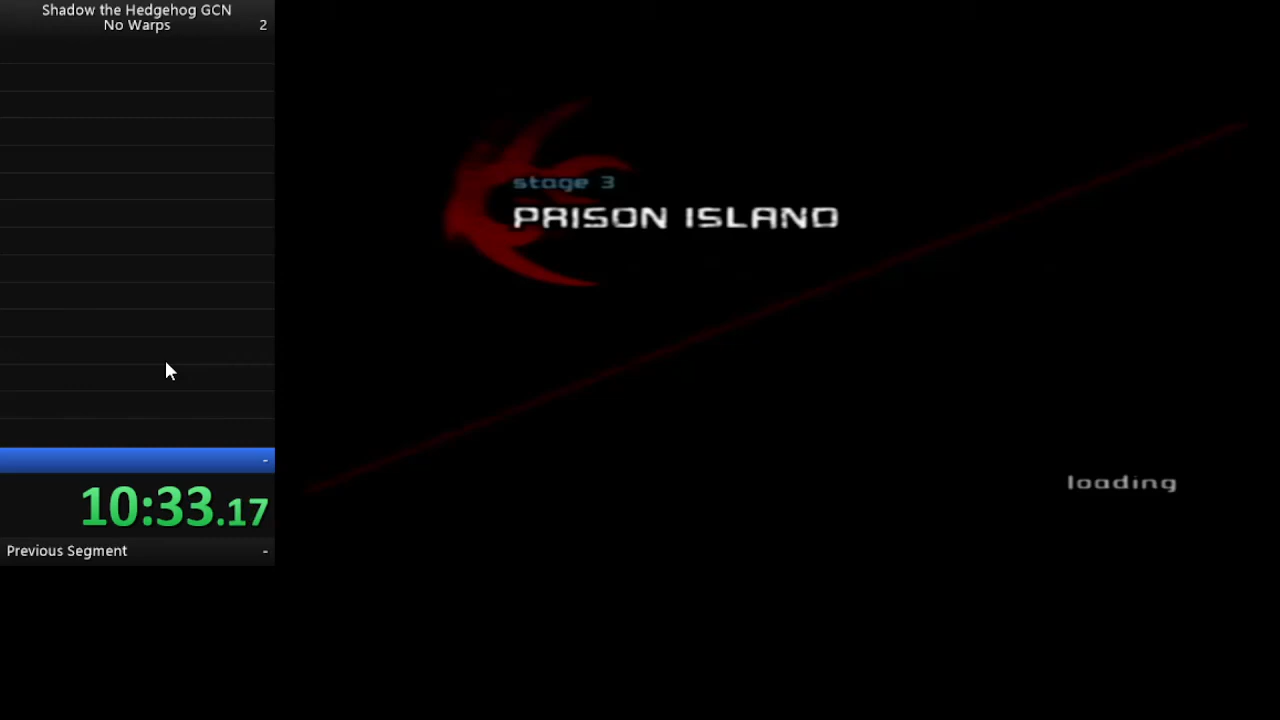 Shadow the Hedgehog GCN
No Warps 2
stage 3
PRISON ISLAND
-
loading
10:33.17
Previous Segment -